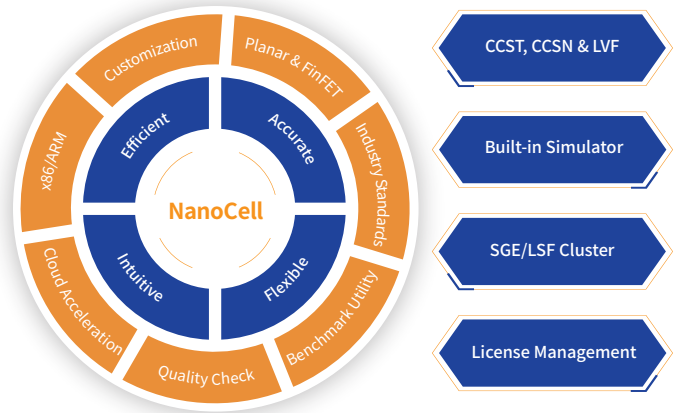 Customization
Planar & FinFET
Industry Standards
Benchmark Utility
Quality Check
Cloud Acceleration
x86/ARM
Efficient
Accurate
Flexible
Intuitive
NanoCell
CCST, CCSN & LVF
Built-in Simulator
SGE/LSF Cluster
License Management